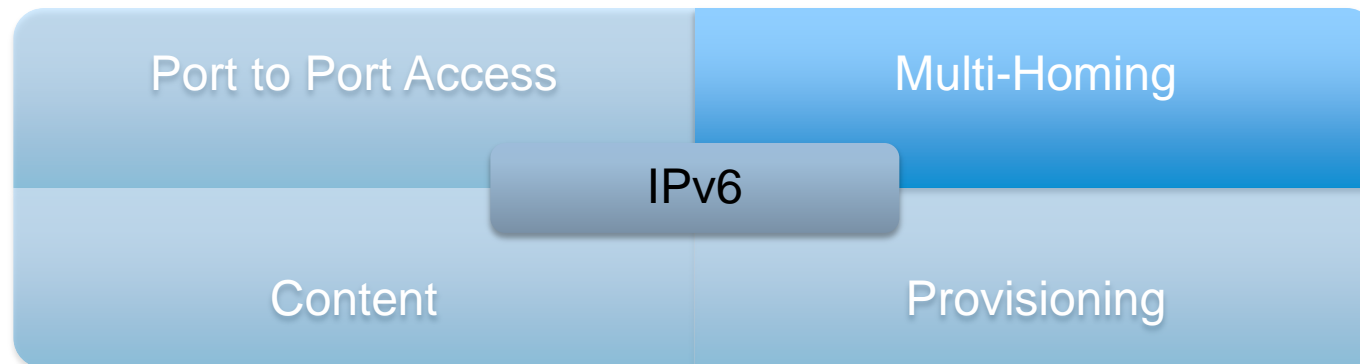 Port to Port Access
Multi-Homing
IPv6
Content
Provisioning